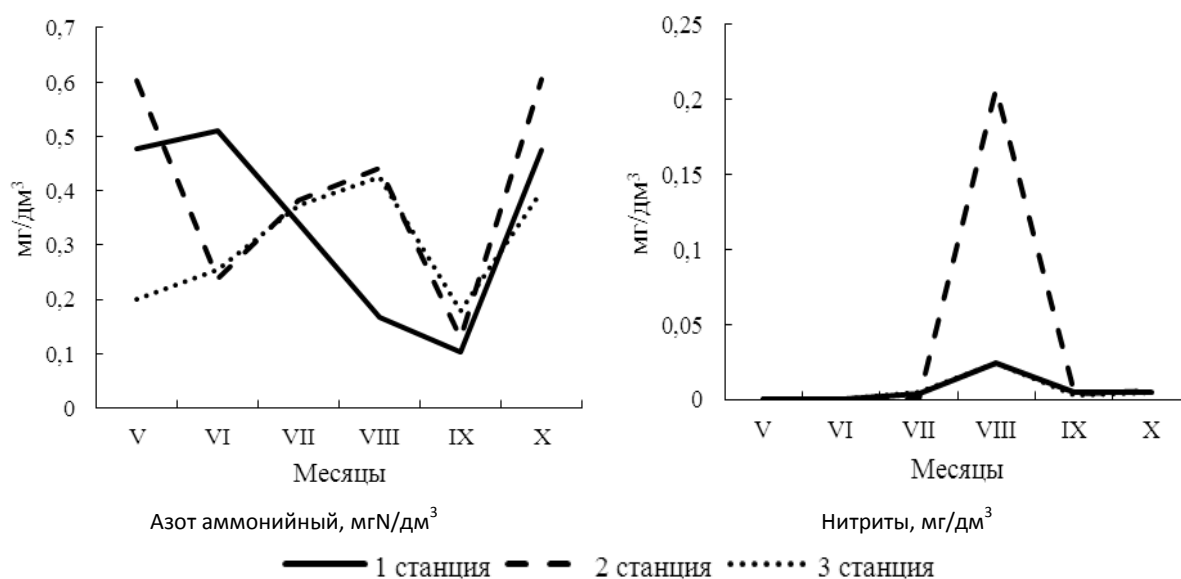 0,7
0,6
0,5
0,4
0,3
0,2
0,1
0
мг/дм³
V VI VII VIII IX X
Месяцы
Азот аммонийный, мгN/дм³
0,25
0,2
0,15
0,1
0,05
0
мг/дм³
V VI VII VIII IX X
Месяцы
Нитриты, мг/дм³
1 станция 2 станция 3 станция